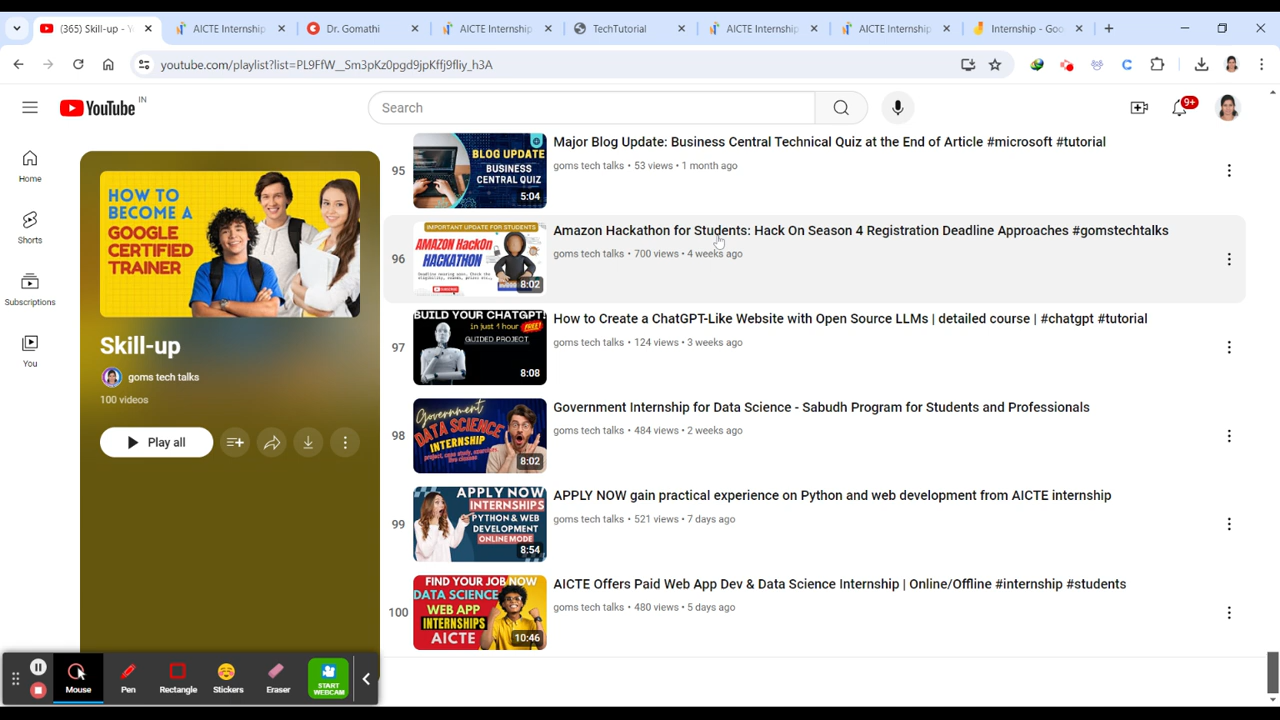 (365) Skill-up - Y
AICTE Internship
Dr. Gomathi
AICTE Internship
TechTutorial
AICTE Internship
AICTE Internship
Internship - Goo
youtube.com/playlist?list=PL9FfW__Sm3pKz0pgd9jpKffj9fliy_h3A
YouTube IN
Search
9+
Home
Shorts
Subscriptions
You
HOW TO
BECOME A
GOOGLE
CERTIFIED
TRAINER
Skill-up
goms tech talks
100 videos
Play all
95
BLOG UPDATE
BUSINESS
CENTRAL QUIZ
5:04
Major Blog Update: Business Central Technical Quiz at the End of Article #microsoft #tutorial
goms tech talks • 53 views • 1 month ago
96
IMPORTANT UPDATE FOR STUDENTS
AMAZON HackOn
HACKATHON
8:02
Amazon Hackathon for Students: Hack On Season 4 Registration Deadline Approaches #gomstechtalks
goms tech talks • 700 views • 4 weeks ago
97
BUILD YOUR CHATGPT!
in just 1 hour FREE!
GUIDED PROJECT
8:08
How to Create a ChatGPT-Like Website with Open Source LLMs | detailed course | #chatgpt #tutorial
goms tech talks • 124 views • 3 weeks ago
98
Government
DATA SCIENCE
INTERNSHIP
8:02
Government Internship for Data Science - Sabudh Program for Students and Professionals
goms tech talks • 484 views • 2 weeks ago
99
APPLY NOW
INTERNSHIPS
PYTHON & WEB
DEVELOPMENT
ONLINE MODE
8:54
APPLY NOW gain practical experience on Python and web development from AICTE internship
goms tech talks • 521 views • 7 days ago
100
FIND YOUR JOB NOW
DATA SCIENCE
WEB APP
INTERNSHIPS
AICTE
10:46
AICTE Offers Paid Web App Dev & Data Science Internship | Online/Offline #internship #students
goms tech talks • 480 views • 5 days ago
Mouse
Pen
Rectangle
Stickers
Eraser
START
WEBCAM